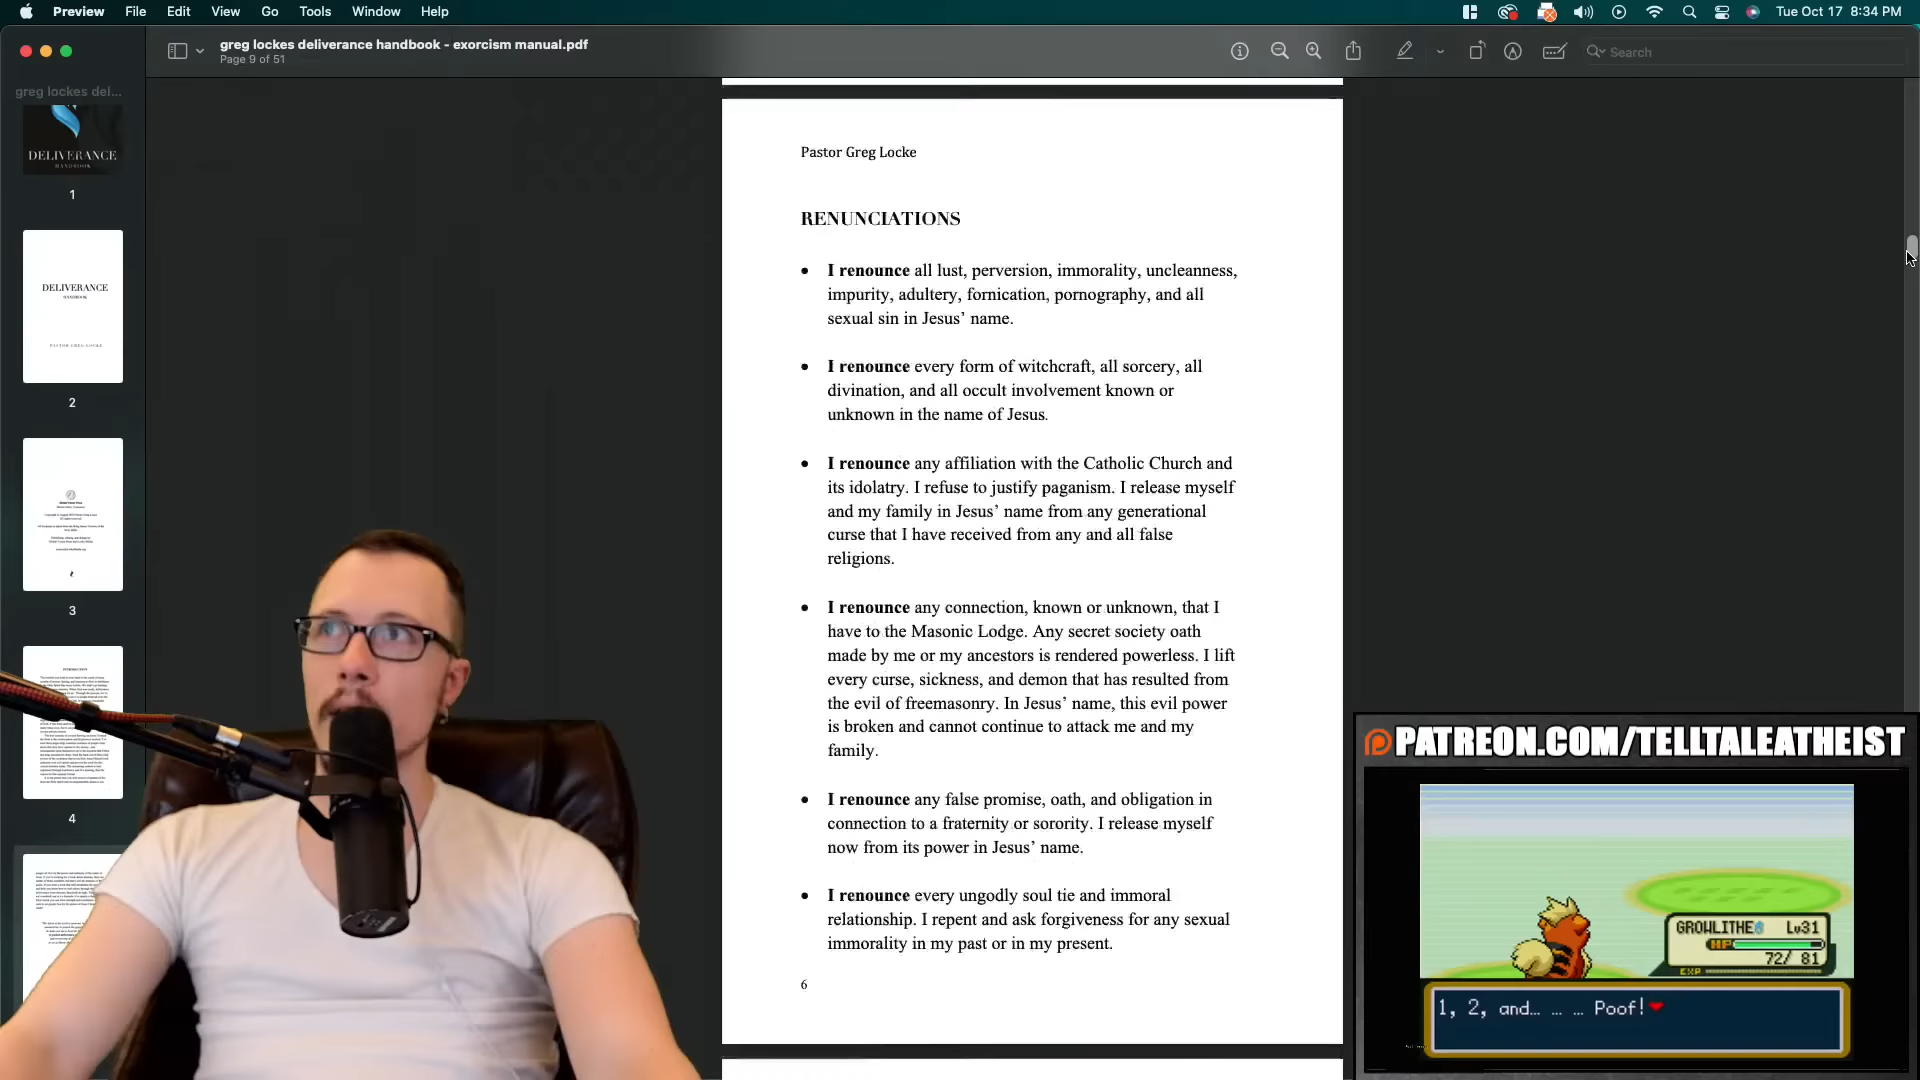 Preview File Edit View Go Tools Window Help
Tue Oct 17 8:34 PM
greg lockes deliverance handbook - exorcism manual.pdf
Page 9 of 51
Search
greg lockes del...
DELIVERANCE
HANDBOOK
1
DELIVERANCE
HANDBOOK
PASTOR GREG LOCKE
2
3
INTRODUCTION
4
Pastor Greg Locke
RENUNCIATIONS
• I renounce all lust, perversion, immorality, uncleanness,
impurity, adultery, fornication, pornography, and all
sexual sin in Jesus’ name.
• I renounce every form of witchcraft, all sorcery, all
divination, and all occult involvement known or
unknown in the name of Jesus.
• I renounce any affiliation with the Catholic Church and
its idolatry. I refuse to justify paganism. I release myself
and my family in Jesus’ name from any generational
curse that I have received from any and all false
religions.
• I renounce any connection, known or unknown, that I
have to the Masonic Lodge. Any secret society oath
made by me or my ancestors is rendered powerless. I lift
every curse, sickness, and demon that has resulted from
the evil of freemasonry. In Jesus’ name, this evil power
is broken and cannot continue to attack me and my
family.
• I renounce any false promise, oath, and obligation in
connection to a fraternity or sorority. I release myself
now from its power in Jesus’ name.
• I renounce every ungodly soul tie and immoral
relationship. I repent and ask forgiveness for any sexual
immorality in my past or in my present.
6
PATREON.COM/TELLTALEATHEIST
GROWLITHE Lv31
HP
72/ 81
EXP
1, 2, and… … … Poof!